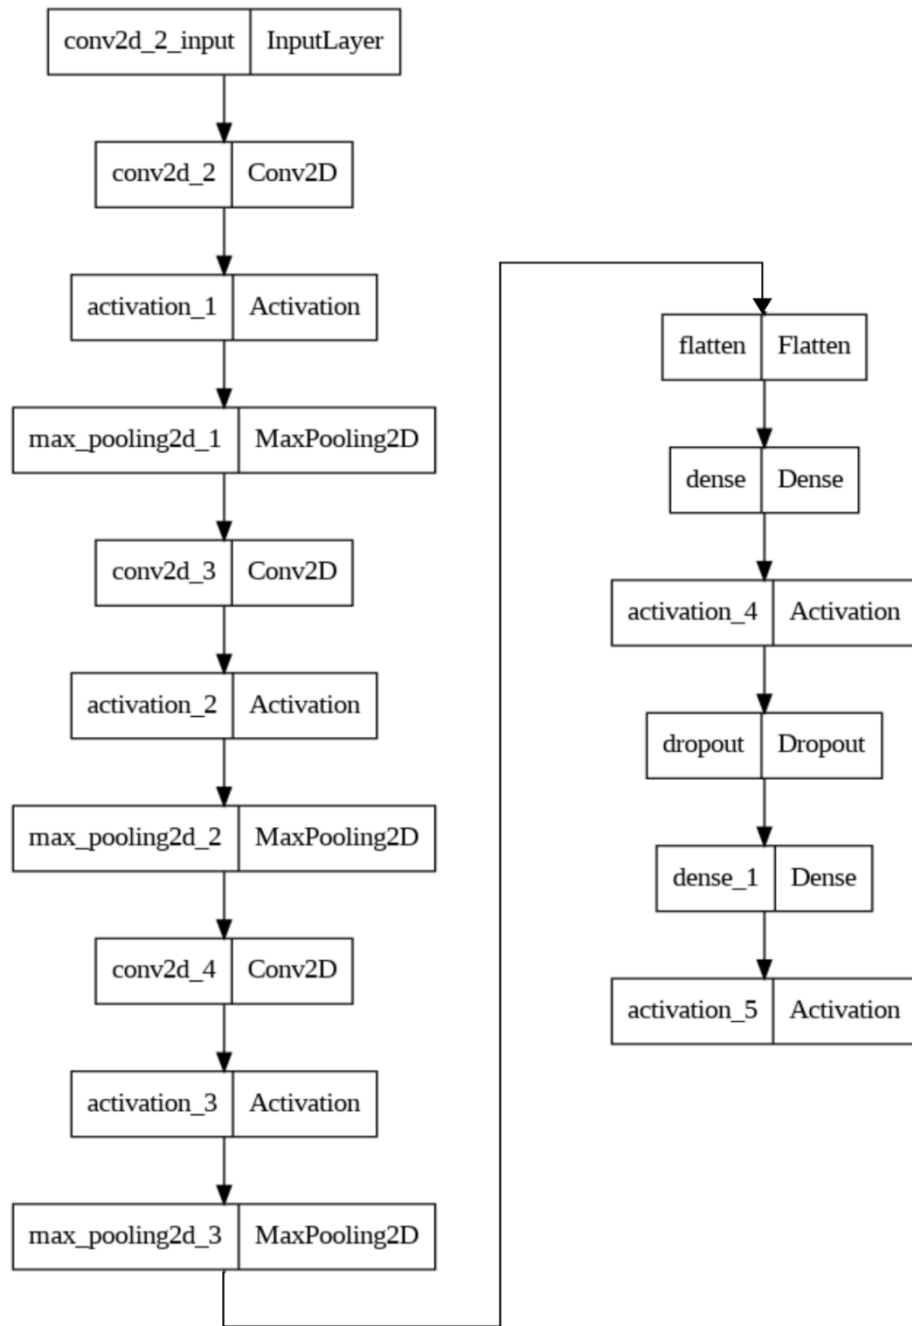 conv2d_2_input InputLayer
conv2d_2 Conv2D
activation_1 Activation
max_pooling2d_1 MaxPooling2D
conv2d_3 Conv2D
activation_2 Activation
max_pooling2d_2 MaxPooling2D
conv2d_4 Conv2D
activation_3 Activation
max_pooling2d_3 MaxPooling2D
flatten Flatten
dense Dense
activation_4 Activation
dropout Dropout
dense_1 Dense
activation_5 Activation